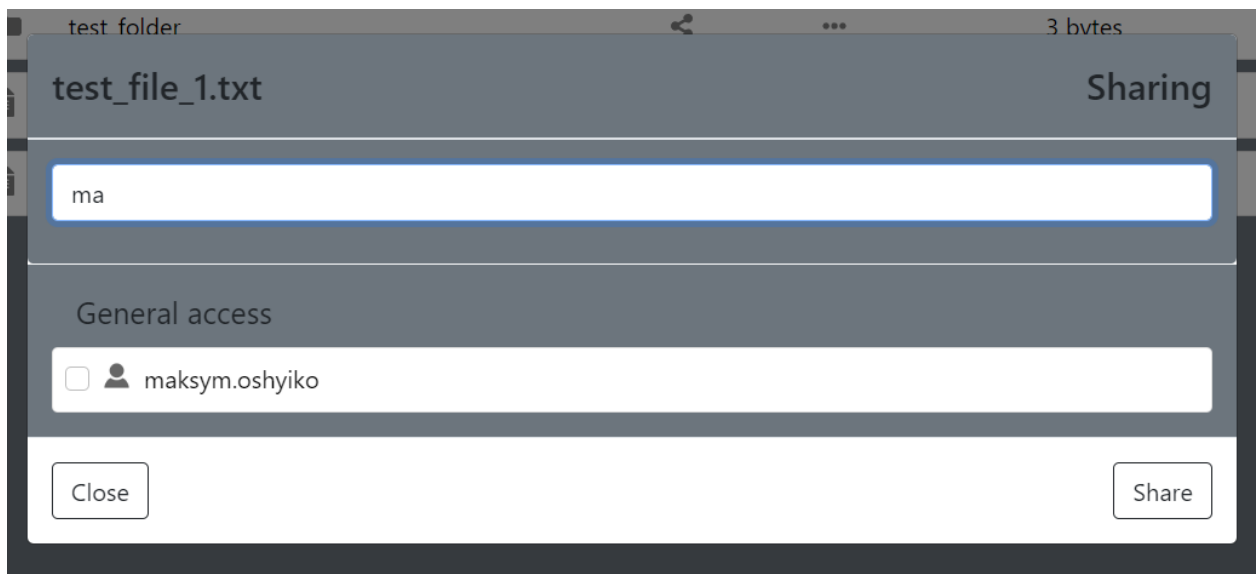 test_folder 3 bytes
test_file_1.txt Sharing
ma
General access
maksym.oshyiko
Close Share